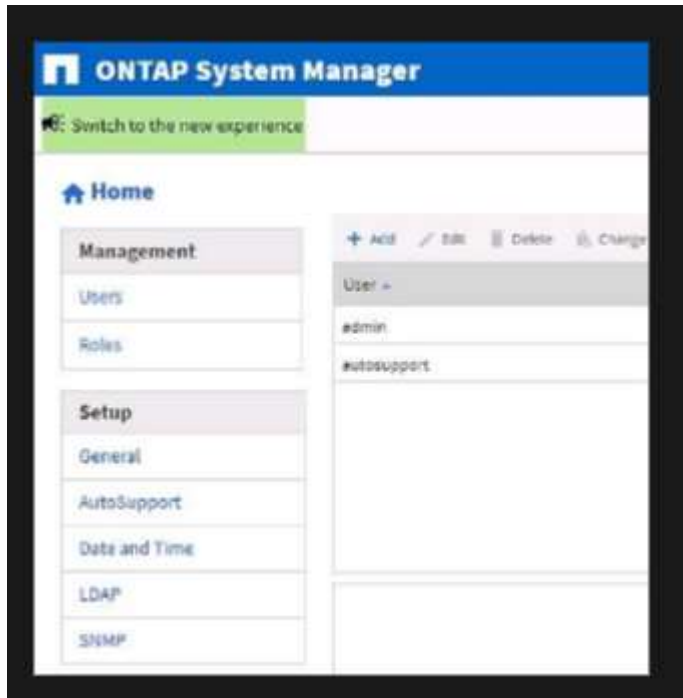 ONTAP System Manager
Switch to the new experience
Home
Management
Users
Roles
+ Add Edit Delete Change
User
admin
autosupport
Setup
General
AutoSupport
Date and Time
LDAP
SNMP